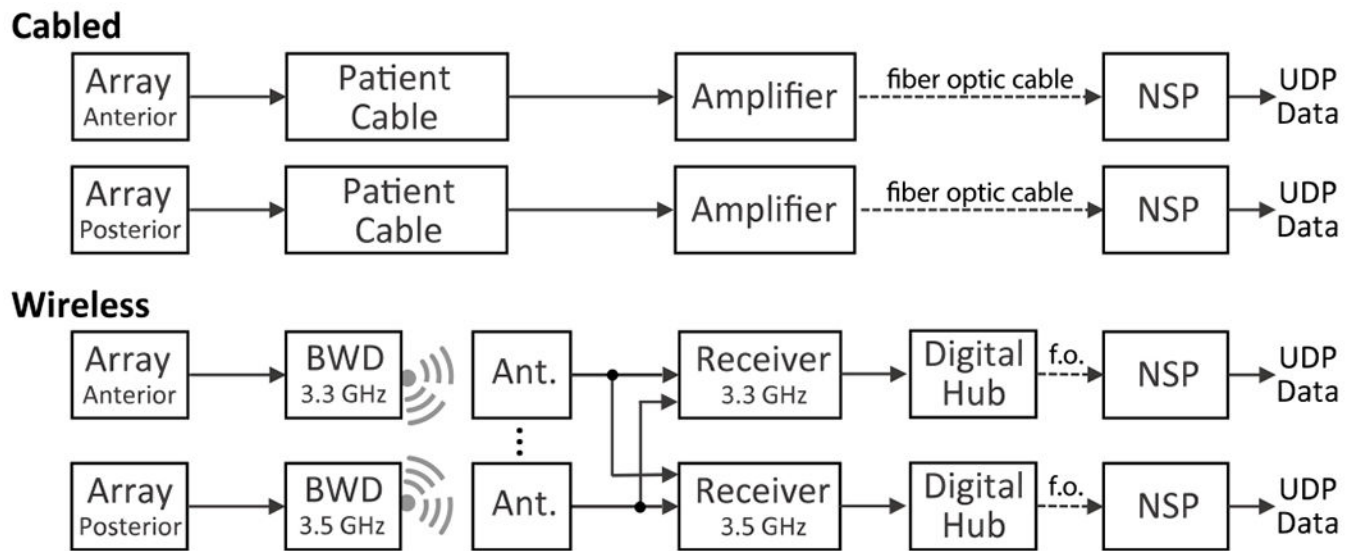 Cabled
Array
Anterior
Patient
Cable
Amplifier
fiber optic cable
NSP
UDP
Data
Array
Posterior
Patient
Cable
Amplifier
fiber optic cable
NSP
UDP
Data
Wireless
Array
Anterior
BWD
3.3 GHz
Ant.
Receiver
3.3 GHz
Digital
Hub
f.o.
NSP
UDP
Data
Array
Posterior
BWD
3.5 GHz
Ant.
Receiver
3.5 GHz
Digital
Hub
f.o.
NSP
UDP
Data